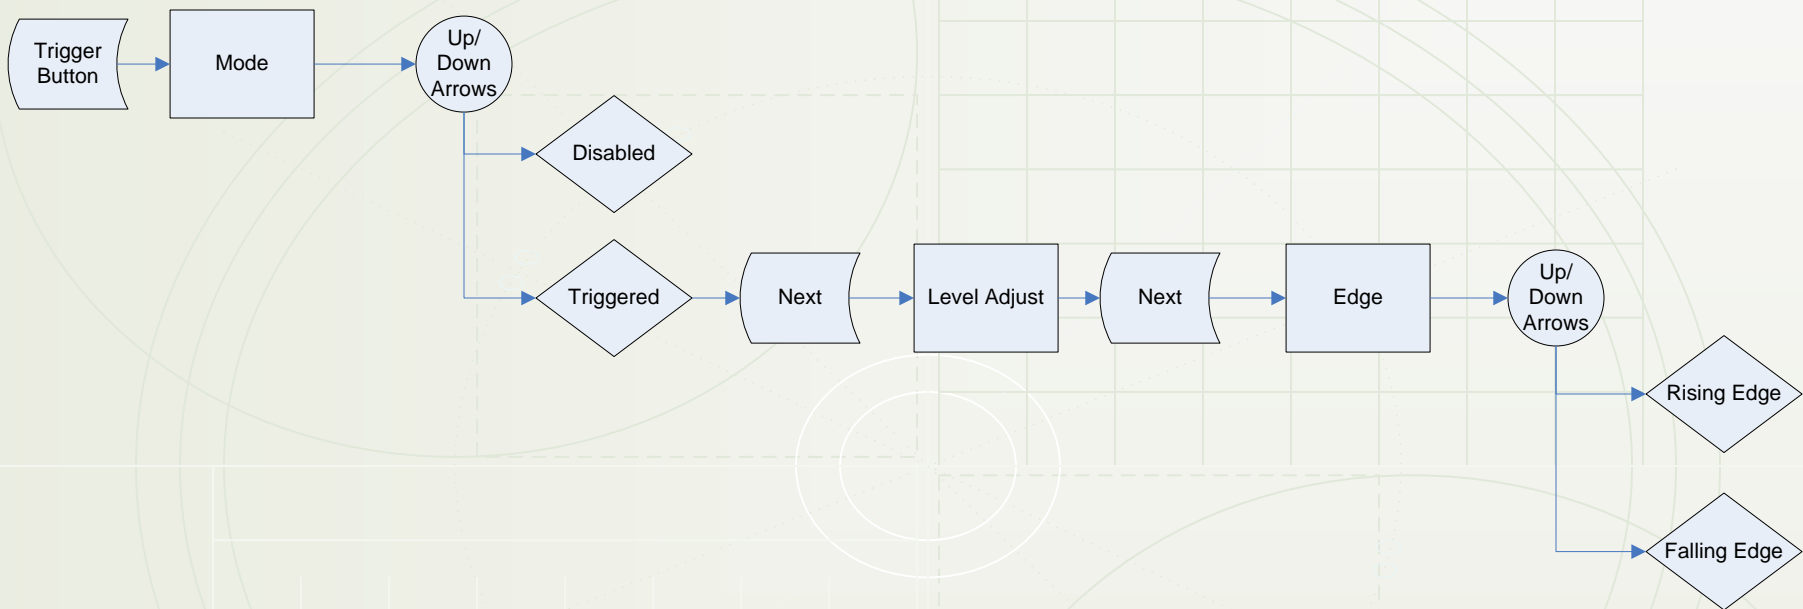 Trigger
Button
Mode
Up/
Down
Arrows
Disabled
Triggered
Next
Level Adjust
Next
Edge
Up/
Down
Arrows
Rising Edge
Falling Edge